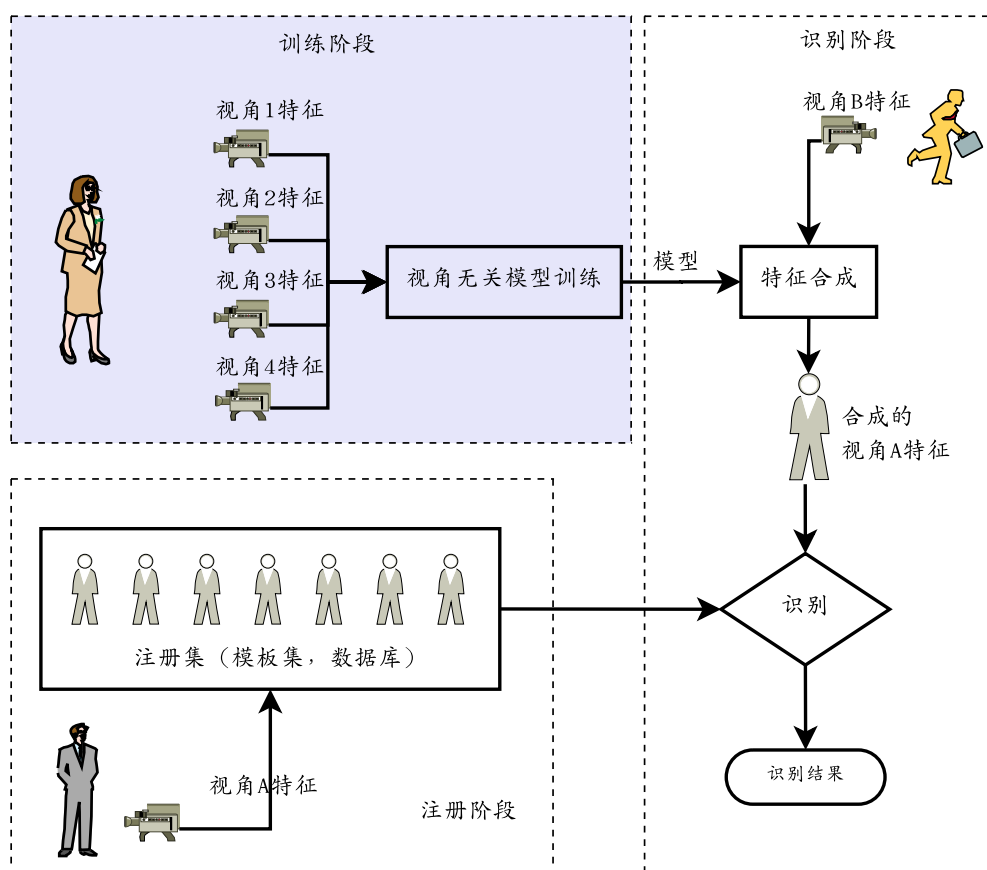 训练阶段
视角1特征
视角2特征
视角3特征
视角4特征
视角无关模型训练
模型
识别阶段
视角B特征
特征合成
合成的
视角A特征
识别
识别结果
注册集（模板集，数据库）
视角A特征
注册阶段